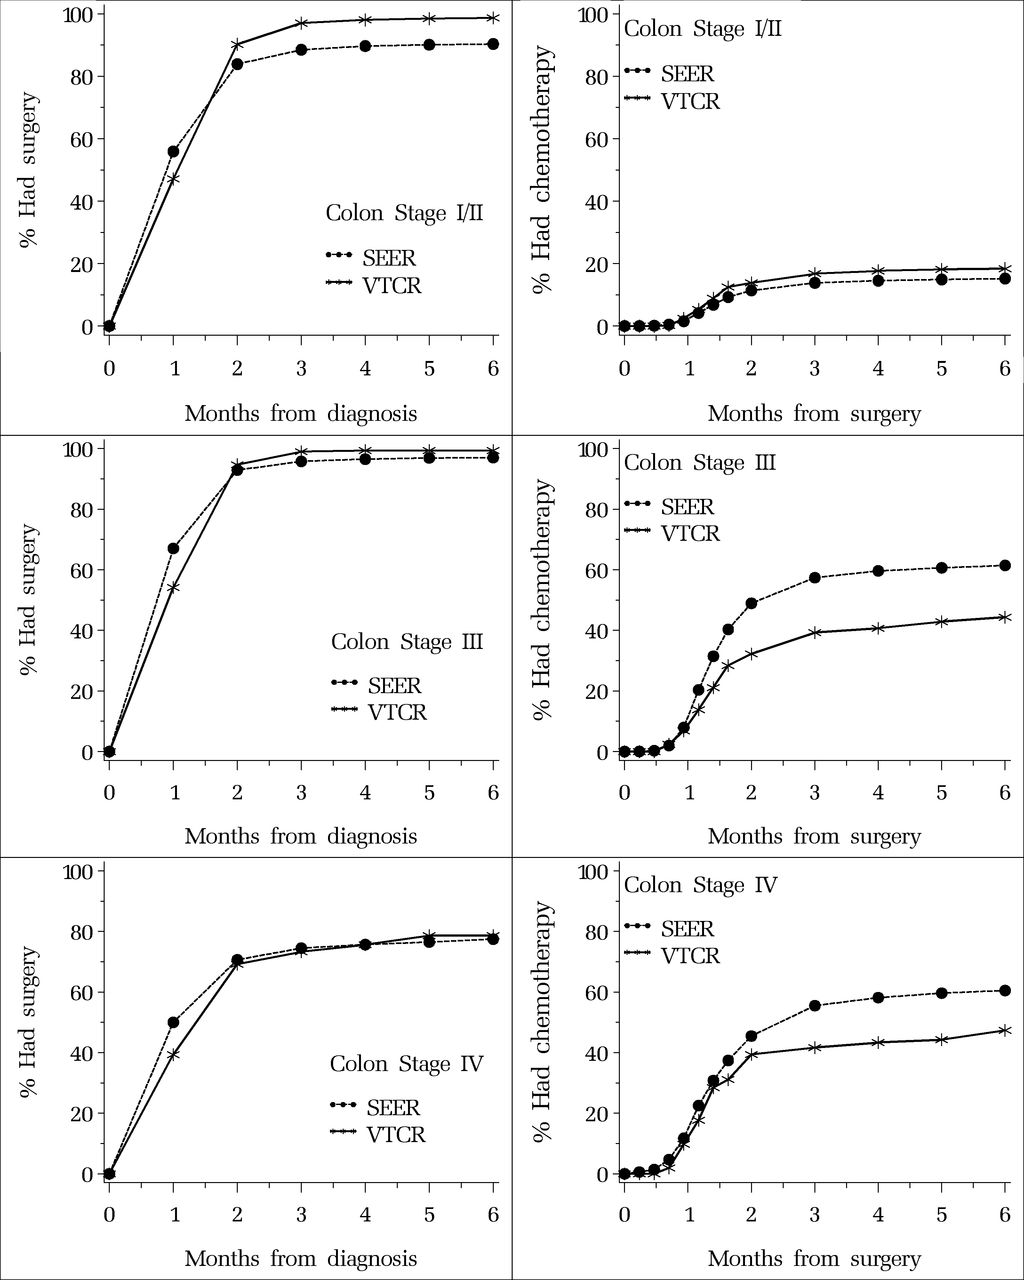 100
80
60
40
20
0
% Had surgery
Colon Stage I/II
SEER
VTCR
0 1 2 3 4 5 6
Months from diagnosis
100
80
60
40
20
0
% Had chemotherapy
Colon Stage I/II
SEER
VTCR
0 1 2 3 4 5 6
Months from surgery
100
80
60
40
20
0
% Had surgery
Colon Stage III
SEER
VTCR
0 1 2 3 4 5 6
Months from diagnosis
100
80
60
40
20
0
% Had chemotherapy
Colon Stage III
SEER
VTCR
0 1 2 3 4 5 6
Months from surgery
100
80
60
40
20
0
% Had surgery
Colon Stage IV
SEER
VTCR
0 1 2 3 4 5 6
Months from diagnosis
100
80
60
40
20
0
% Had chemotherapy
Colon Stage IV
SEER
VTCR
0 1 2 3 4 5 6
Months from surgery